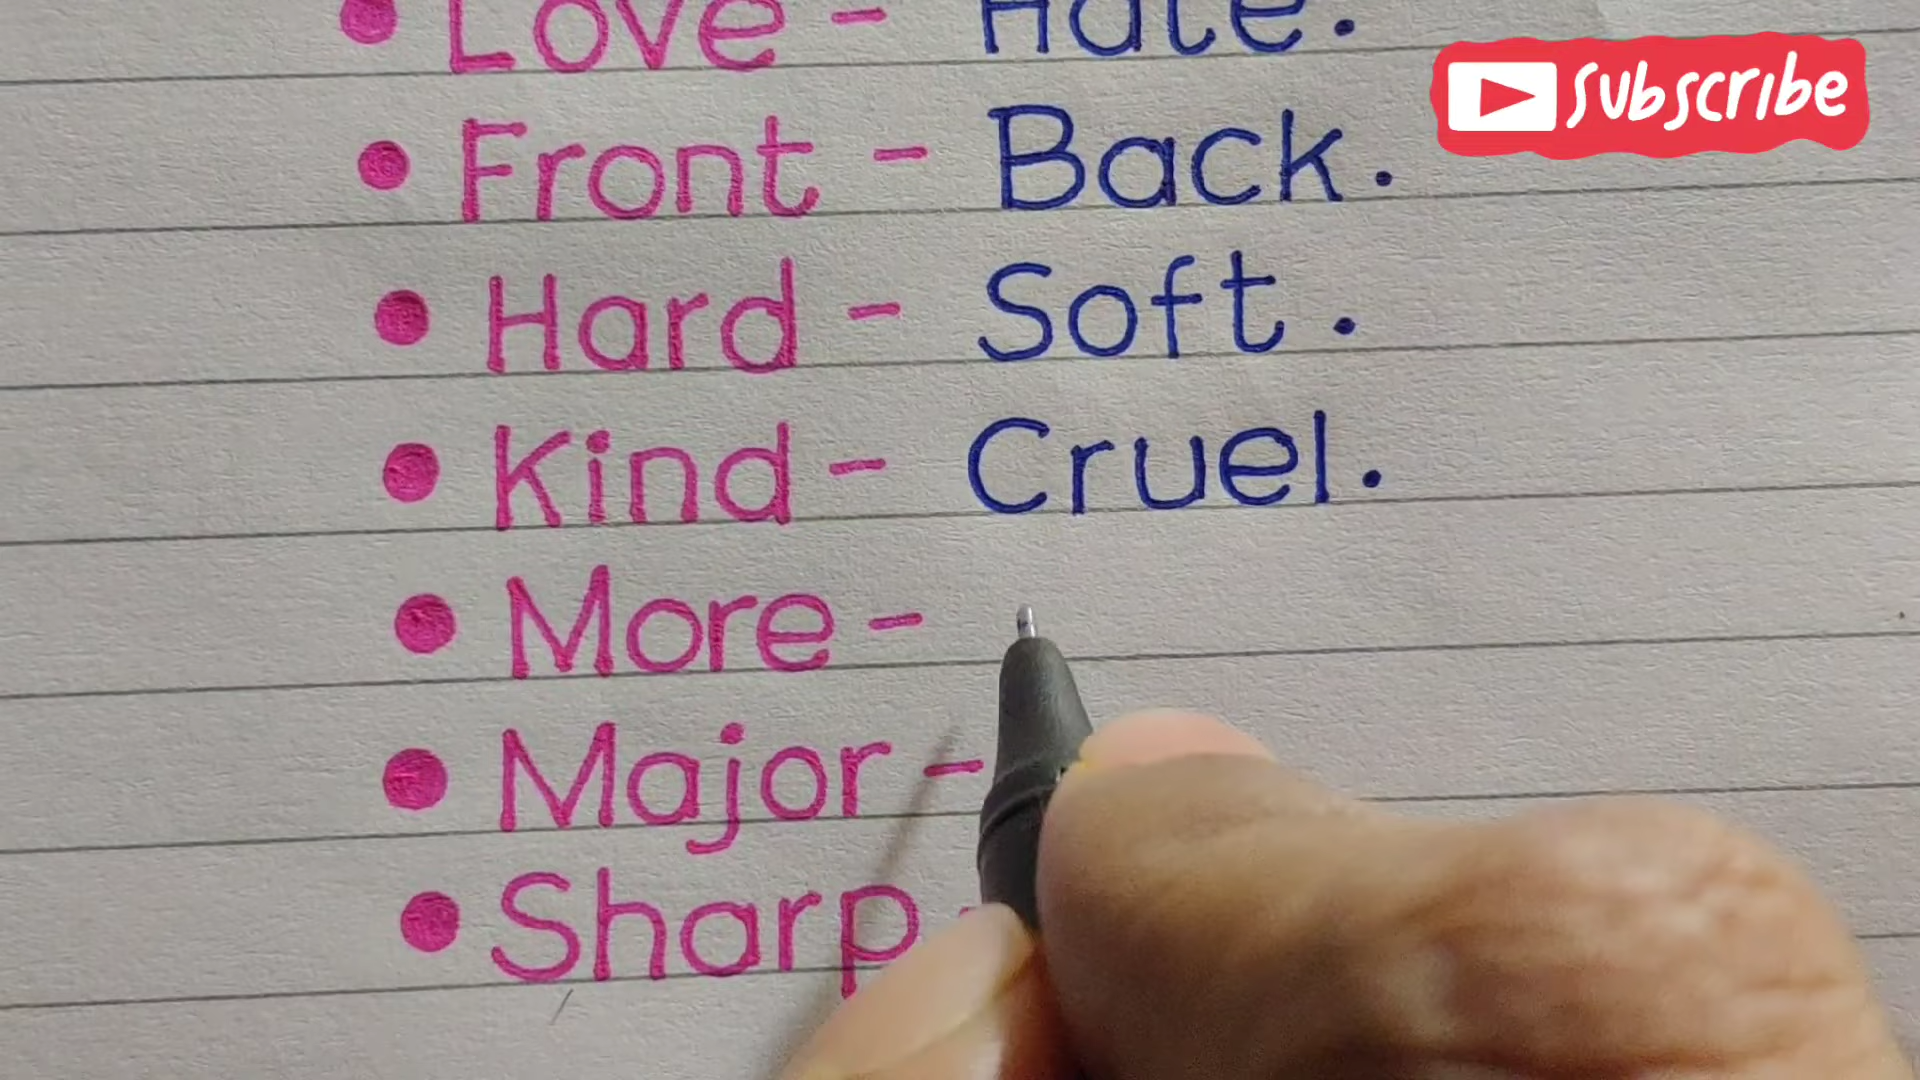 • Love - Hate.
Subscribe
• Front - Back.
• Hard - Soft.
• Kind - Cruel.
• More -
• Major -
• Sharp -